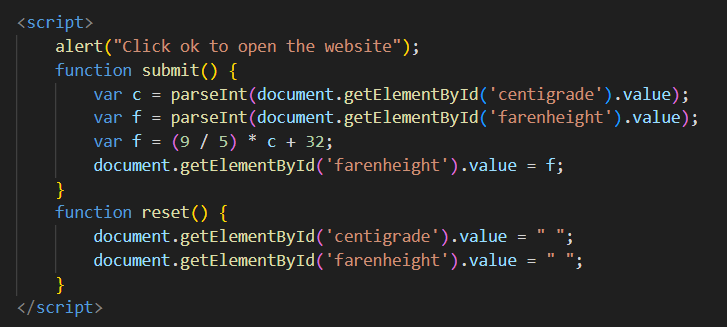 <script>
alert("Click ok to open the website");
function submit() {
var c = parseInt(document.getElementById('centigrade').value);
var f = parseInt(document.getElementById('farenheight').value);
var f = (9 / 5) * c + 32;
document.getElementById('farenheight').value = f;
}
function reset() {
document.getElementById('centigrade').value = " ";
document.getElementById('farenheight').value = " ";
}
</script>